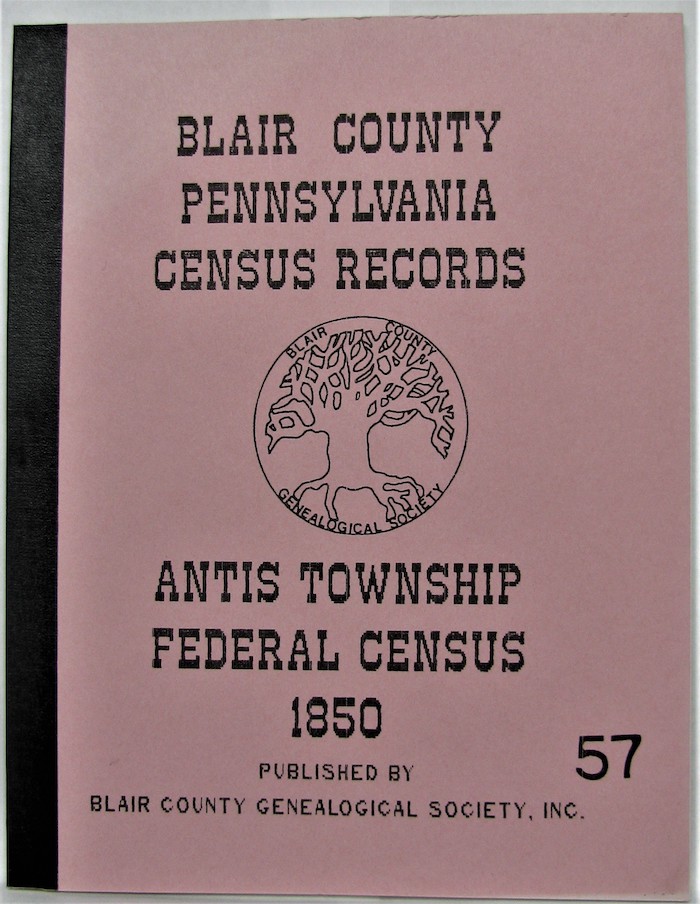 BLAIR COUNTY
PENNSYLVANIA
CENSUS RECORDS
BLAIR COUNTY
GENEALOGICAL SOCIETY
ANTIS TOWNSHIP
FEDERAL CENSUS
1850
57
PUBLISHED BY
BLAIR COUNTY GENEALOGICAL SOCIETY, INC.